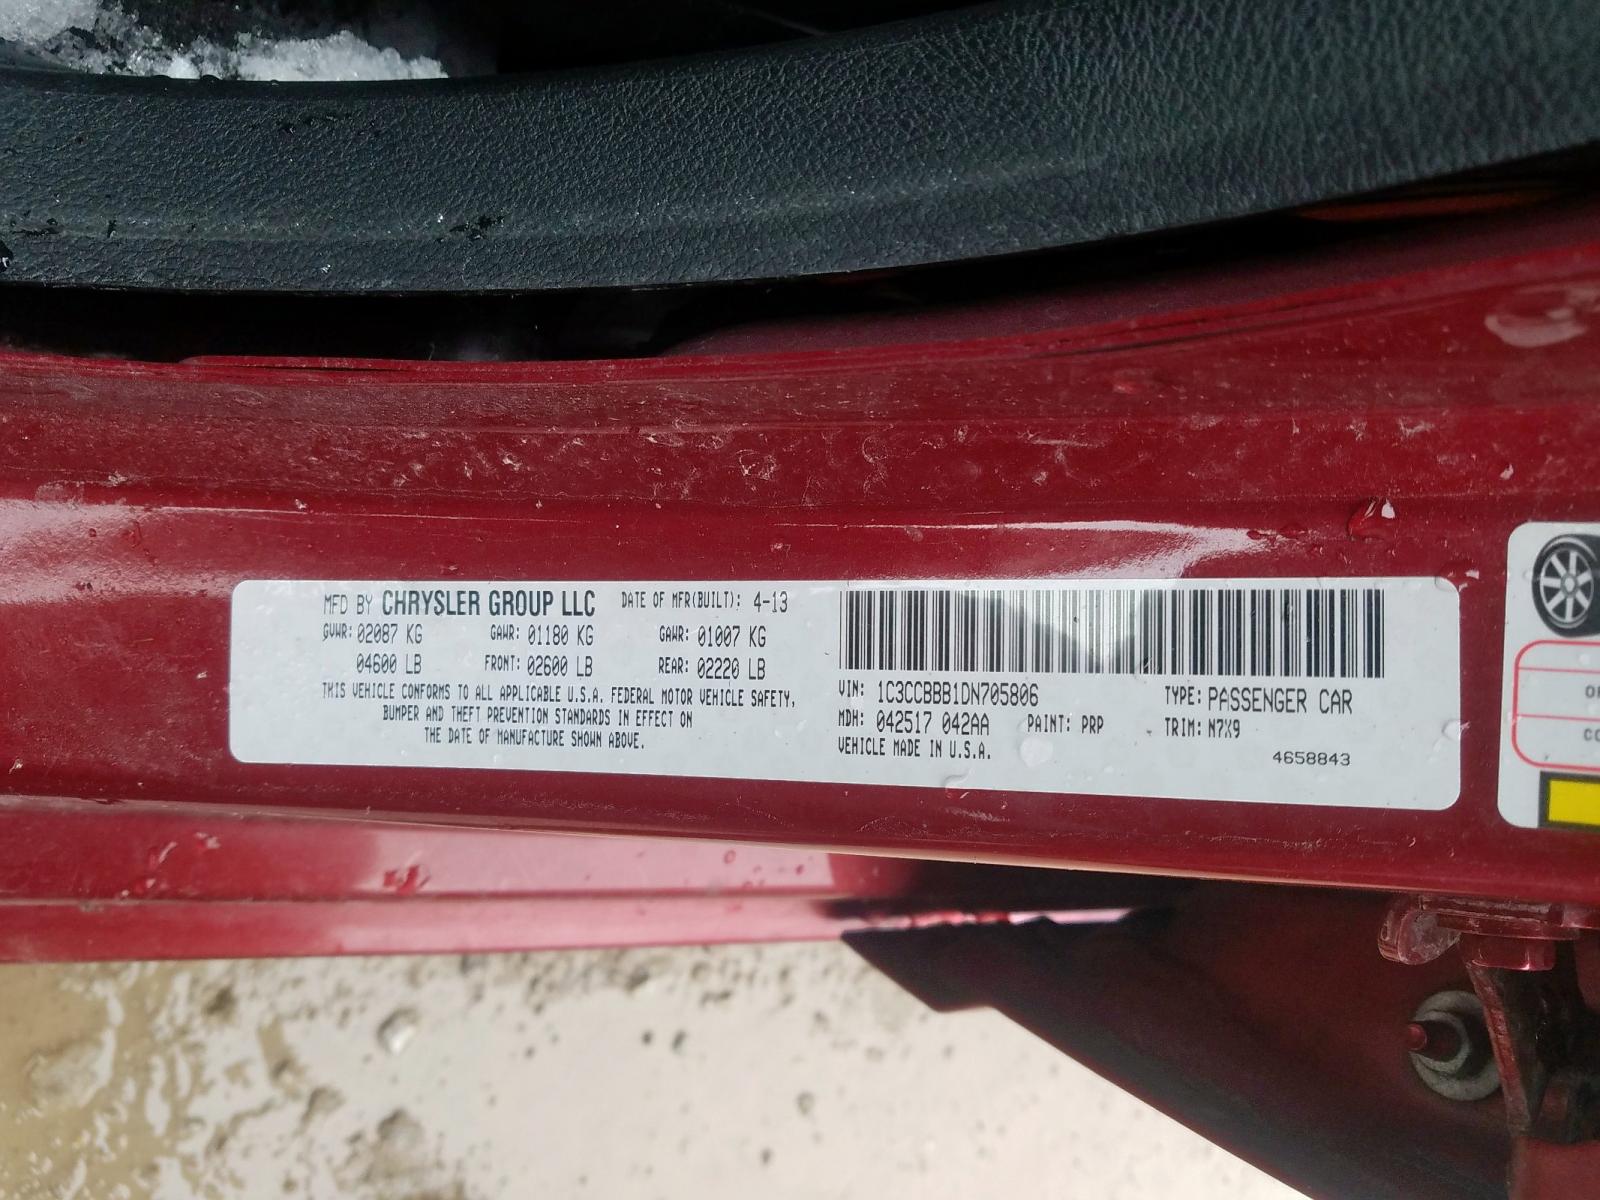 MFD BY CHRYSLER GROUP LLC DATE OF MFR(BUILT): 4-13
GVWR: 02087 KG GAWR: 01180 KG GAWR: 01007 KG
04600 LB FRONT: 02600 LB REAR: 02220 LB
THIS VEHICLE CONFORMS TO ALL APPLICABLE U.S.A. FEDERAL MOTOR VEHICLE SAFETY,
BUMPER AND THEFT PREVENTION STANDARDS IN EFFECT ON
THE DATE OF MANUFACTURE SHOWN ABOVE.
VIN: 1C3CCBBB1DN705806 TYPE: PASSENGER CAR
MDH: 042517 042AA PAINT: PRP TRIM: N7X9
VEHICLE MADE IN U.S.A.
4658843